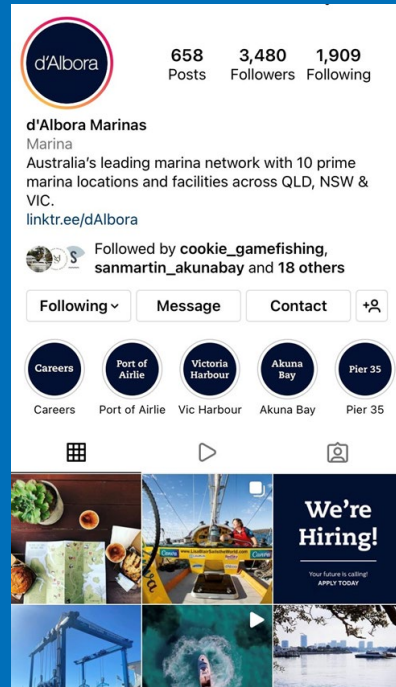 d'Albora
658 3,480 1,909
Posts Followers Following
d'Albora Marinas
Marina
Australia's leading marina network with 10 prime
marina locations and facilities across QLD, NSW &
VIC.
linktr.ee/dAlbora
Followed by cookie_gamefishing,
sanmartin_akunabay and 18 others
Following Message Contact
Careers
Port of
Airlie
Victoria
Harbour
Akuna
Bay
Pier 35
Careers Port of Airlie Vic Harbour Akuna Bay Pier 35
We're
Hiring!
Your future is calling!
APPLY TODAY